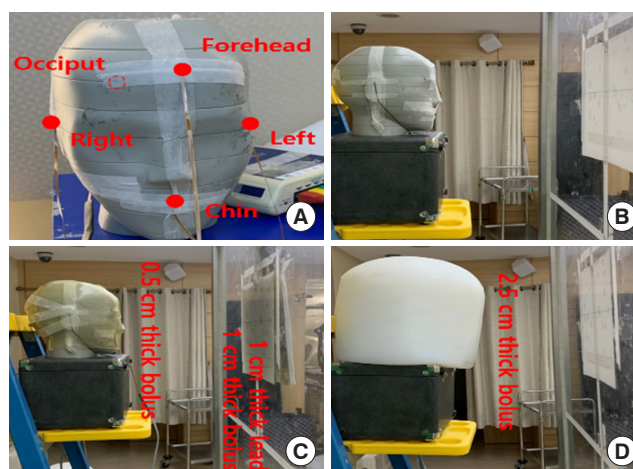 Forehead
Occiput
Right
Left
Chin
A
B
0.5 cm thick bolus
1 cm thick bolus
1 cm thick lead
C
2.5 cm thick bolus
D